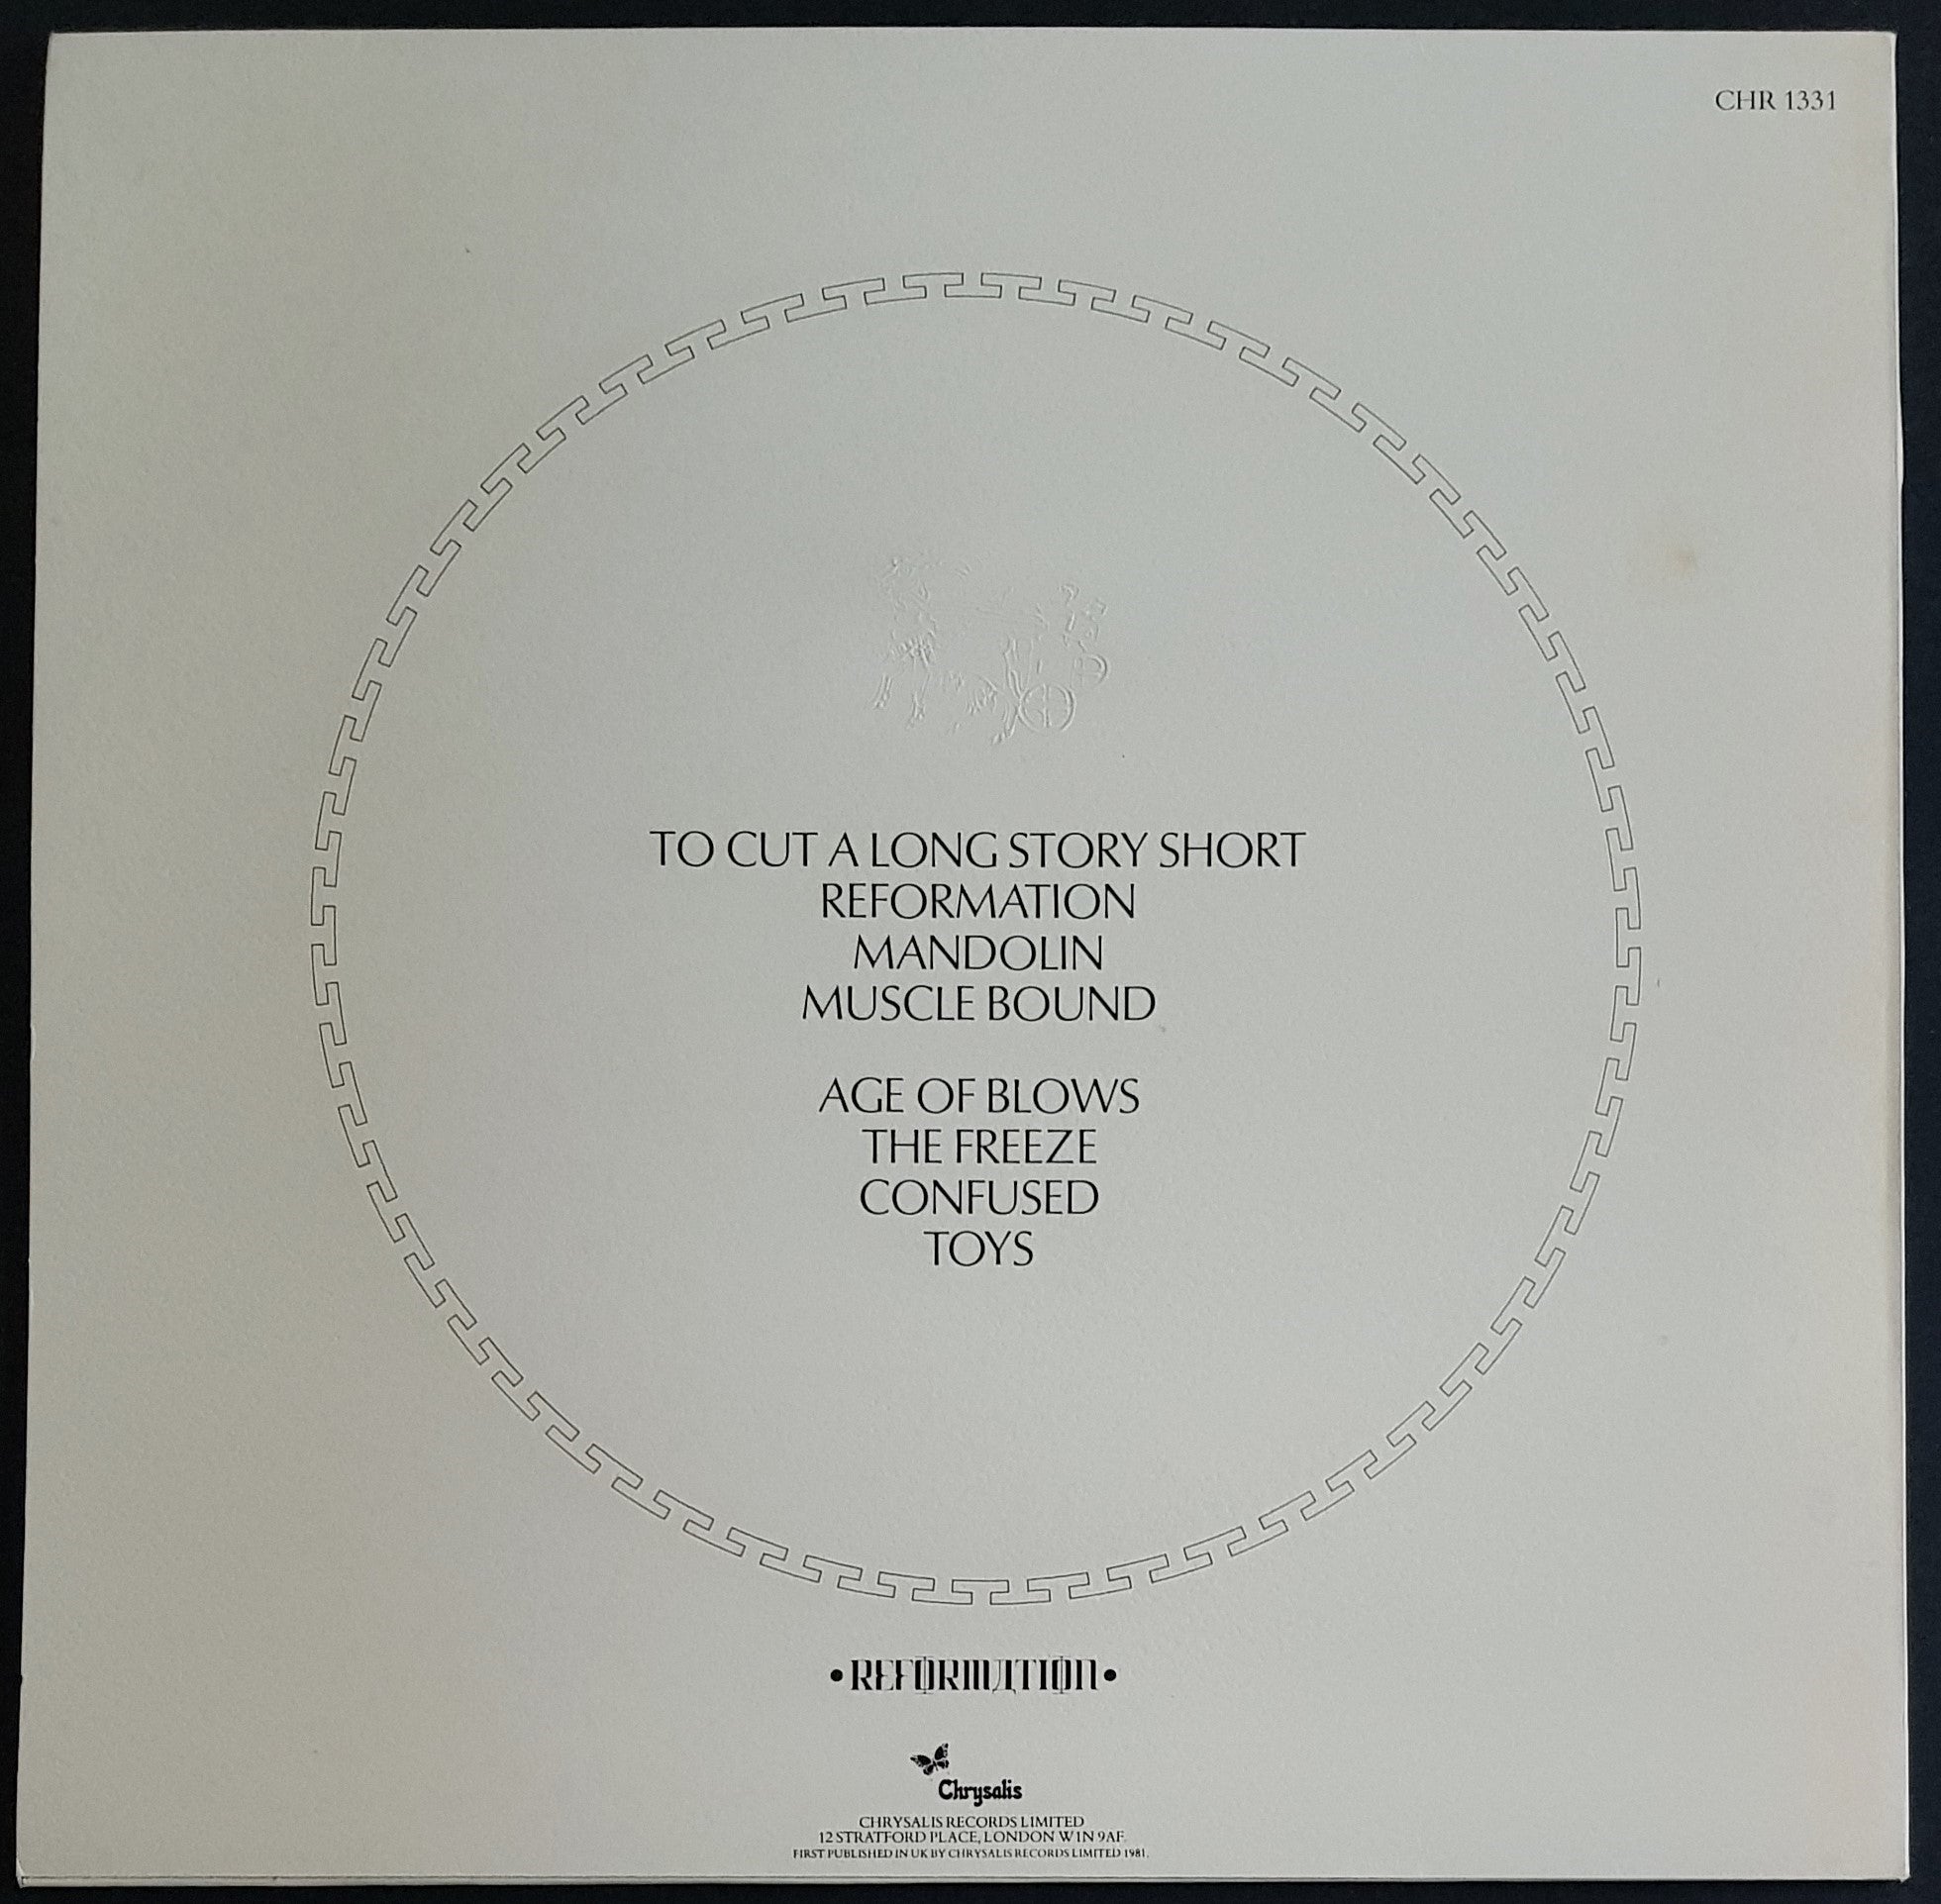 CHR 1331
TO CUT A LONG STORY SHORT
REFORMATION
MANDOLIN
MUSCLE BOUND
AGE OF BLOWS
THE FREEZE
CONFUSED
TOYS
• REFORMATION •
Chrysalis
CHRYSALIS RECORDS LIMITED
12 STRATFORD PLACE, LONDON W1N 9AF.
FIRST PUBLISHED IN UK BY CHRYSALIS RECORDS LIMITED 1981.